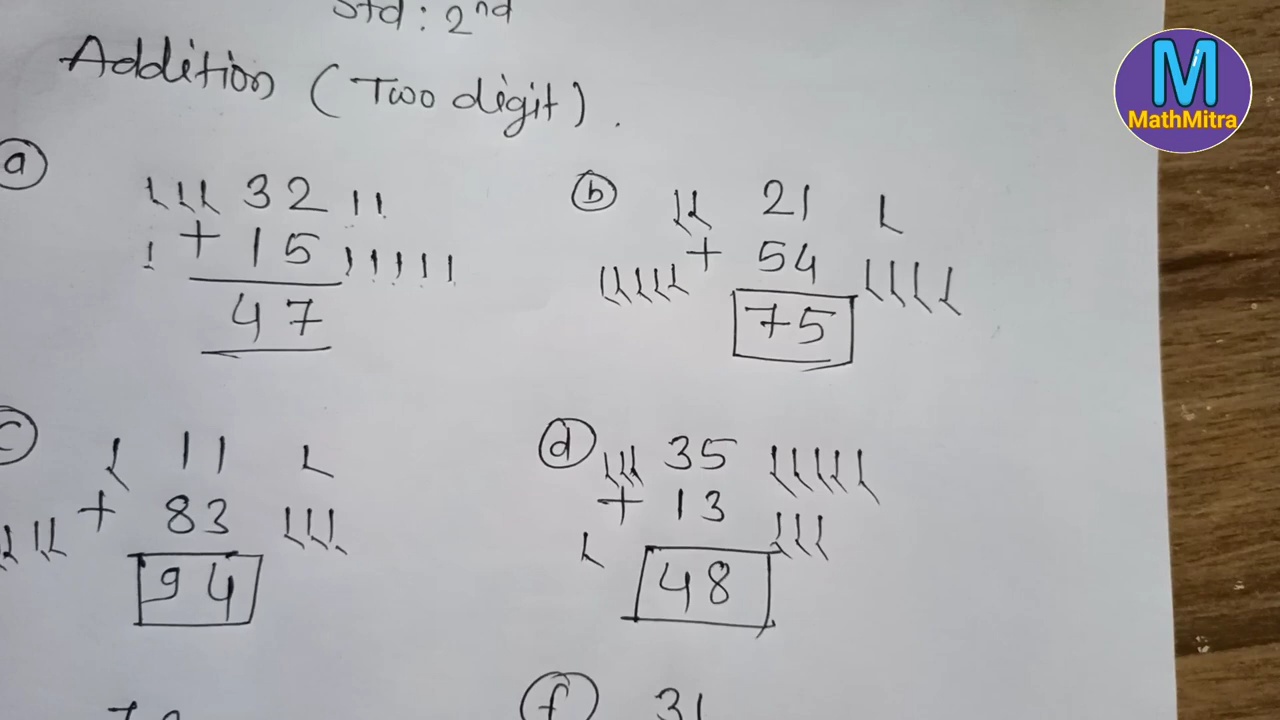 Std : 2nd
Addition (Two digit).
a
32
+ 15
47
b
21
+ 54
75
c
11
+ 83
94
d
35
+ 13
48
f
31
M
MathMitra